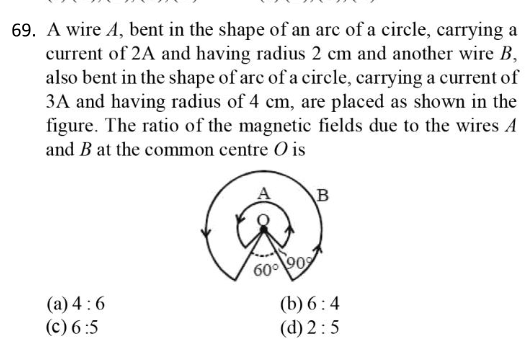 69. A wire A, bent in the shape of an arc of a circle, carrying a
current of 2A and having radius 2 cm and another wire B,
also bent in the shape of arc of a circle, carrying a current of
3A and having radius of 4 cm, are placed as shown in the
figure. The ratio of the magnetic fields due to the wires A
and B at the common centre O is
A B
O
60° 90°
(a) 4 : 6 (b) 6 : 4
(c) 6 :5 (d) 2 : 5